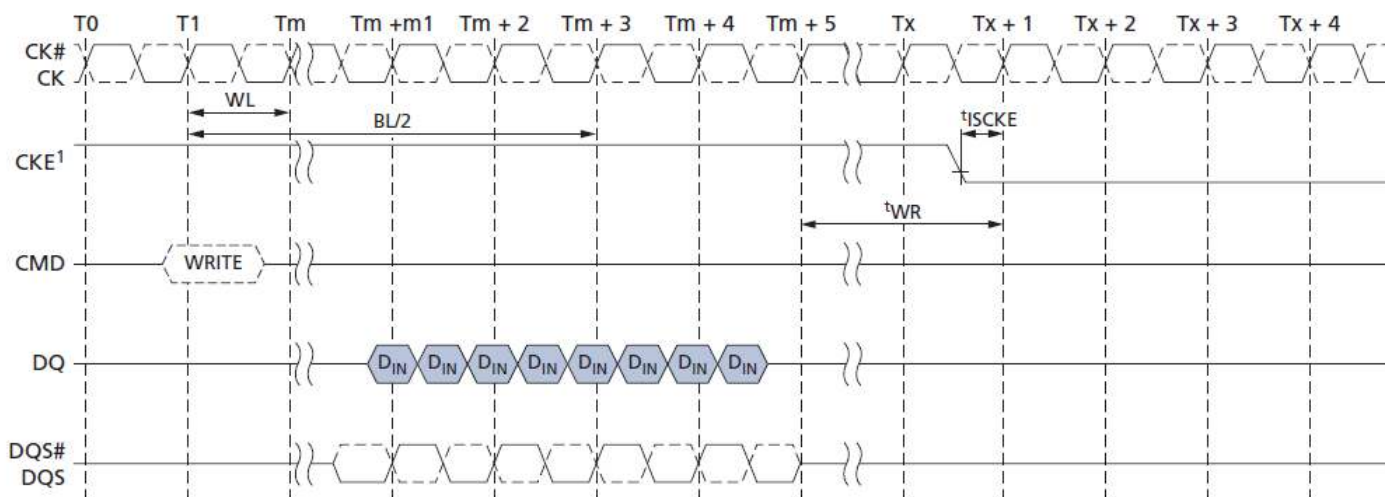 T0 T1 Tm Tm +m1 Tm + 2 Tm + 3 Tm + 4 Tm + 5 Tx Tx + 1 Tx + 2 Tx + 3 Tx + 4
CK#
CK
WL
BL/2
tISCKE
CKE1
tWR
CMD WRITE
DQ DIN DIN DIN DIN DIN DIN DIN DIN
DQS#
DQS